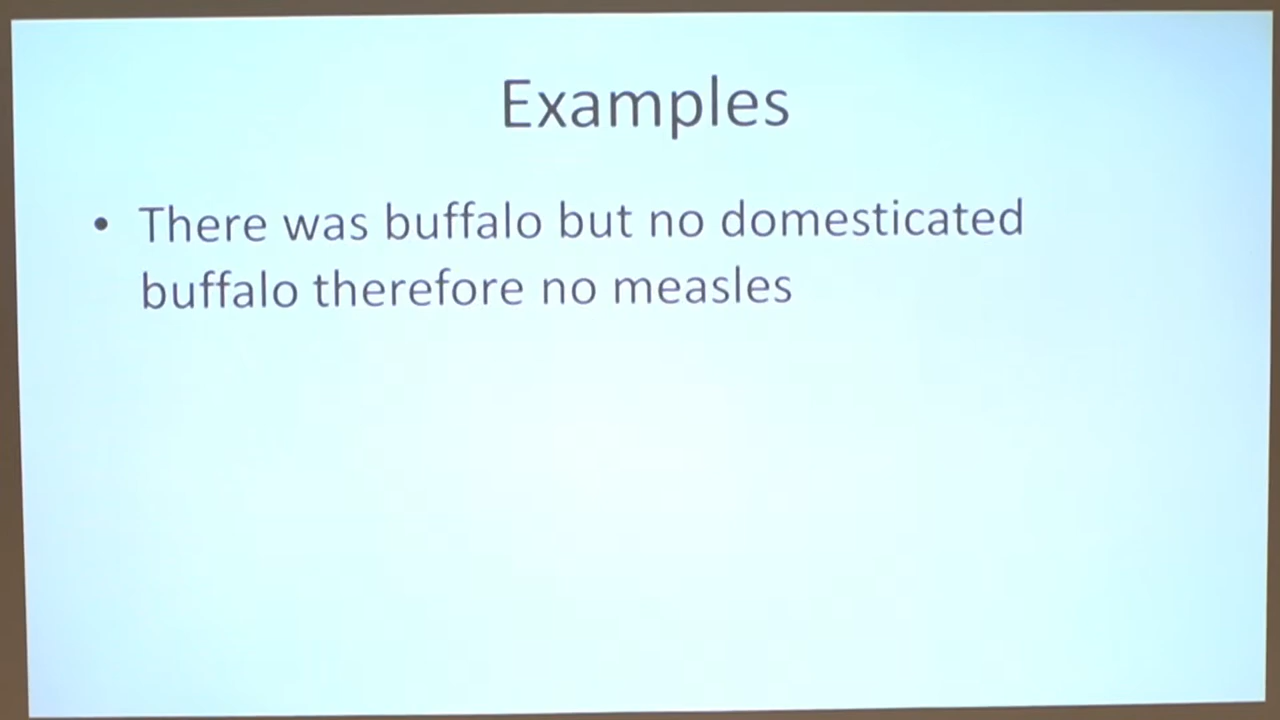 Examples
• There was buffalo but no domesticated
buffalo therefore no measles